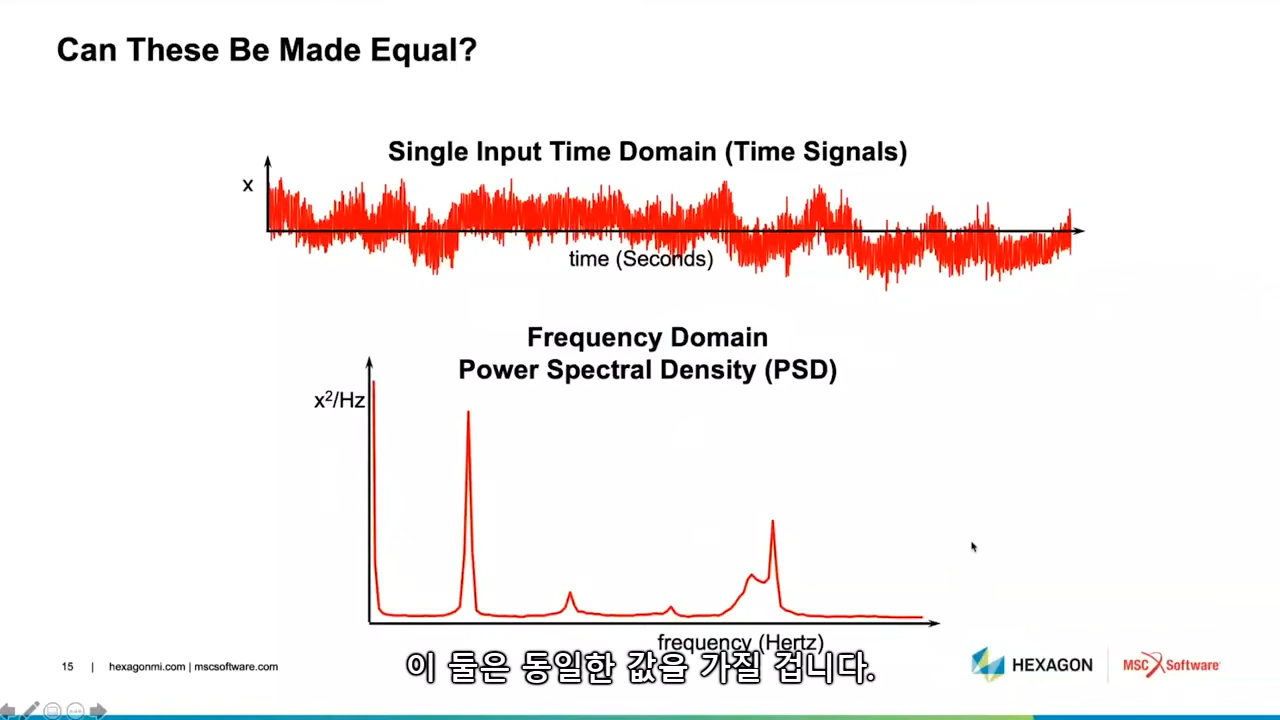 Can These Be Made Equal?
Single Input Time Domain (Time Signals)
x
time (Seconds)
Frequency Domain
Power Spectral Density (PSD)
x²/Hz
frequency (Hertz)
이 둘은 동일한 값을 가질 겁니다.
15 | hexagonmi.com | mscsoftware.com
HEXAGON
MSC Software